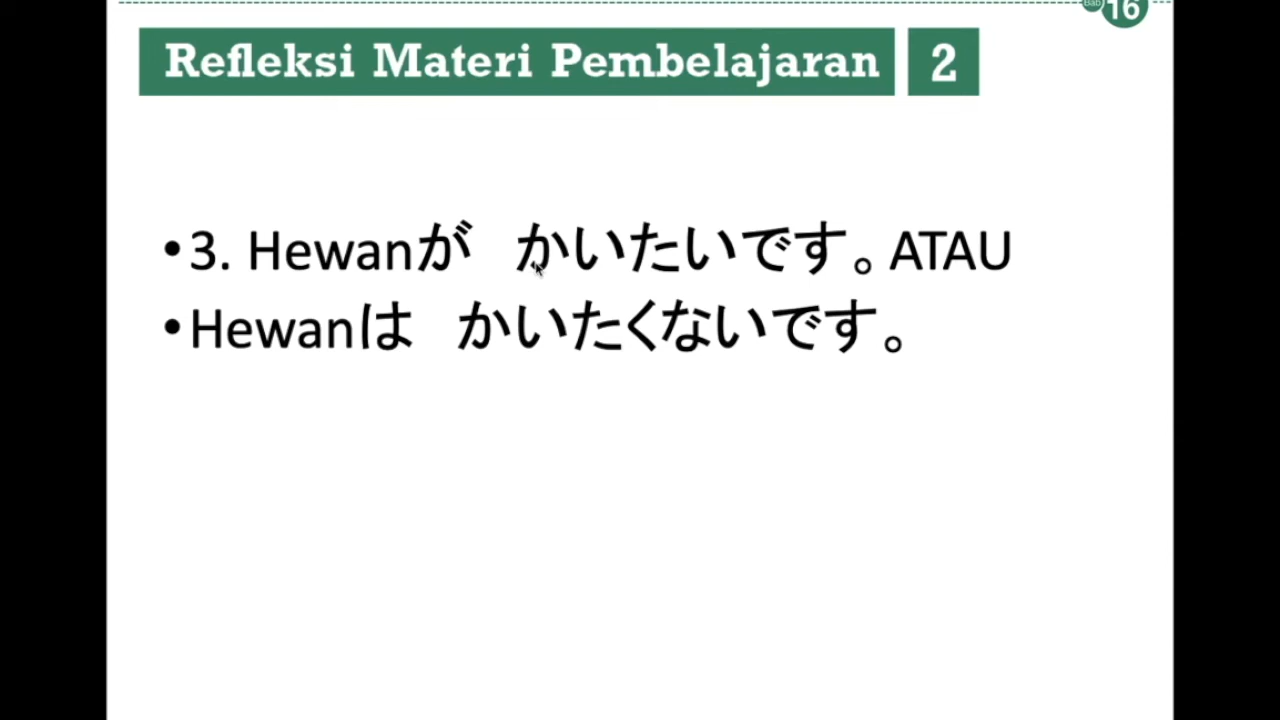 Bab 16
Refleksi Materi Pembelajaran 2
•3. Hewanが　かいたいです。ATAU
•Hewanは　かいたくないです。